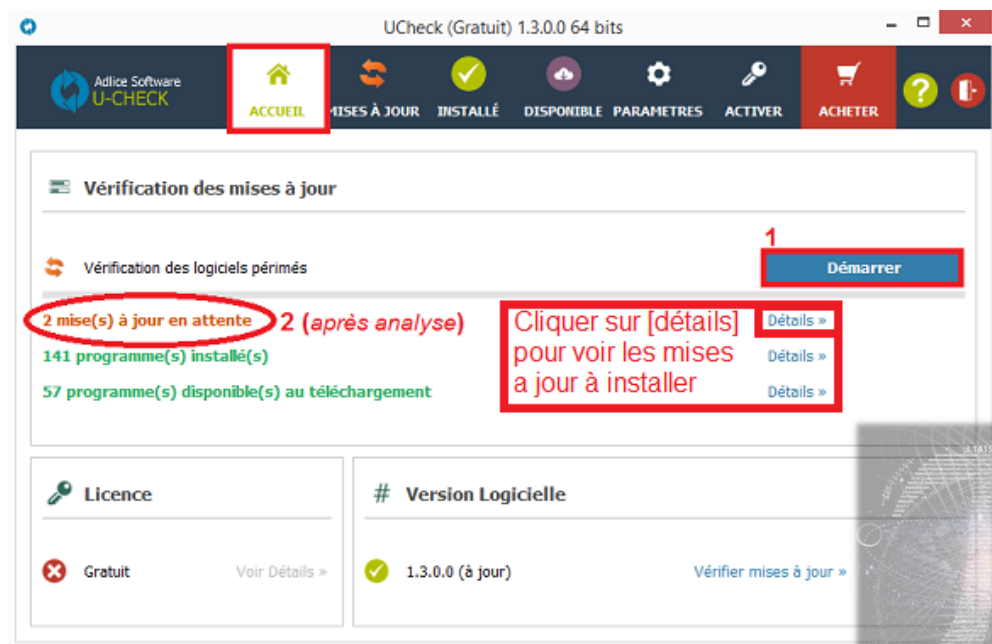 UCheck (Gratuit) 1.3.0.0 64 bits
Adlice Software
U-CHECK
ACCUEIL
MISES À JOUR
INSTALLÉ
DISPONIBLE
PARAMETRES
ACTIVER
ACHETER
?
Vérification des mises à jour
1
Vérification des logiciels périmés
Démarrer
2 mise(s) à jour en attente
2 (après analyse)
Cliquer sur [détails]
pour voir les mises
a jour à installer
Détails »
141 programme(s) installé(s)
Détails »
57 programme(s) disponible(s) au téléchargement
Détails »
Licence
# Version Logicielle
Gratuit
Voir Détails »
1.3.0.0 (à jour)
Vérifier mises à jour »
3.1415